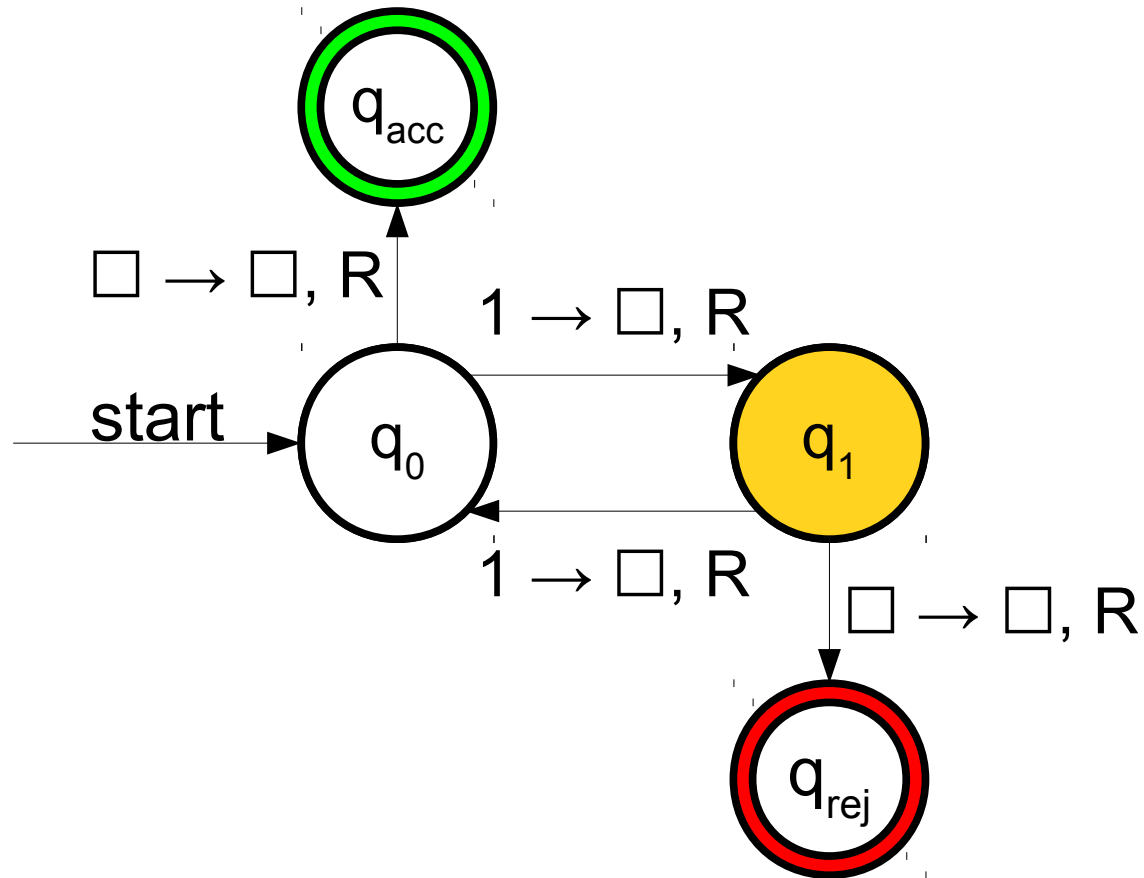 q_acc
□ → □, R
1 → □, R
start
q_0
q_1
1 → □, R
□ → □, R
q_rej